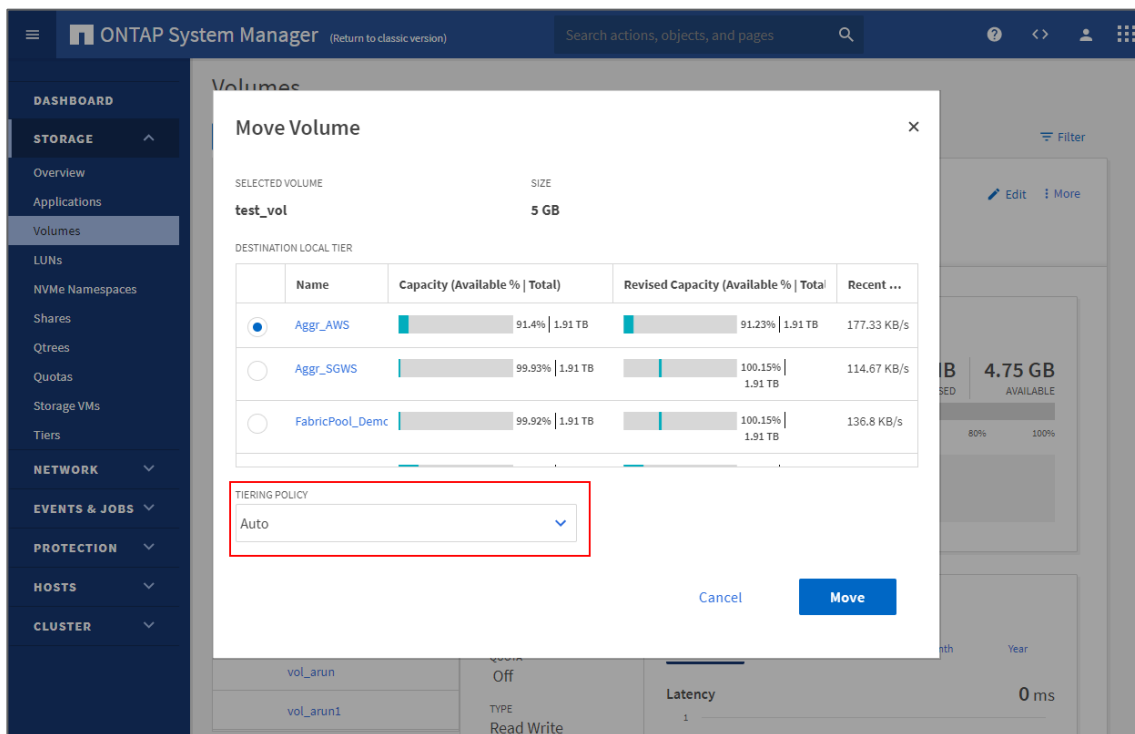 ONTAP System Manager (Return to classic version)
Search actions, objects, and pages
DASHBOARD
STORAGE
Overview
Applications
Volumes
LUNs
NVMe Namespaces
Shares
Qtrees
Quotas
Storage VMs
Tiers
NETWORK
EVENTS & JOBS
PROTECTION
HOSTS
CLUSTER
Volumes
Filter
Edit More
Move Volume
SELECTED VOLUME SIZE
test_vol 5 GB
DESTINATION LOCAL TIER
Name Capacity (Available % | Total) Revised Capacity (Available % | Total Recent ...
Aggr_AWS 91.4% 1.91 TB 91.23% 1.91 TB 177.33 KB/s
Aggr_SGWS 99.93% 1.91 TB 100.15% 1.91 TB 114.67 KB/s
FabricPool_Demo 99.92% 1.91 TB 100.15% 1.91 TB 136.8 KB/s
TIERING POLICY
Auto
Cancel Move
4.75 GB
AVAILABLE
80% 100%
vol_arun
vol_arun1
Off
TYPE
Read Write
Year
Latency 0 ms
1